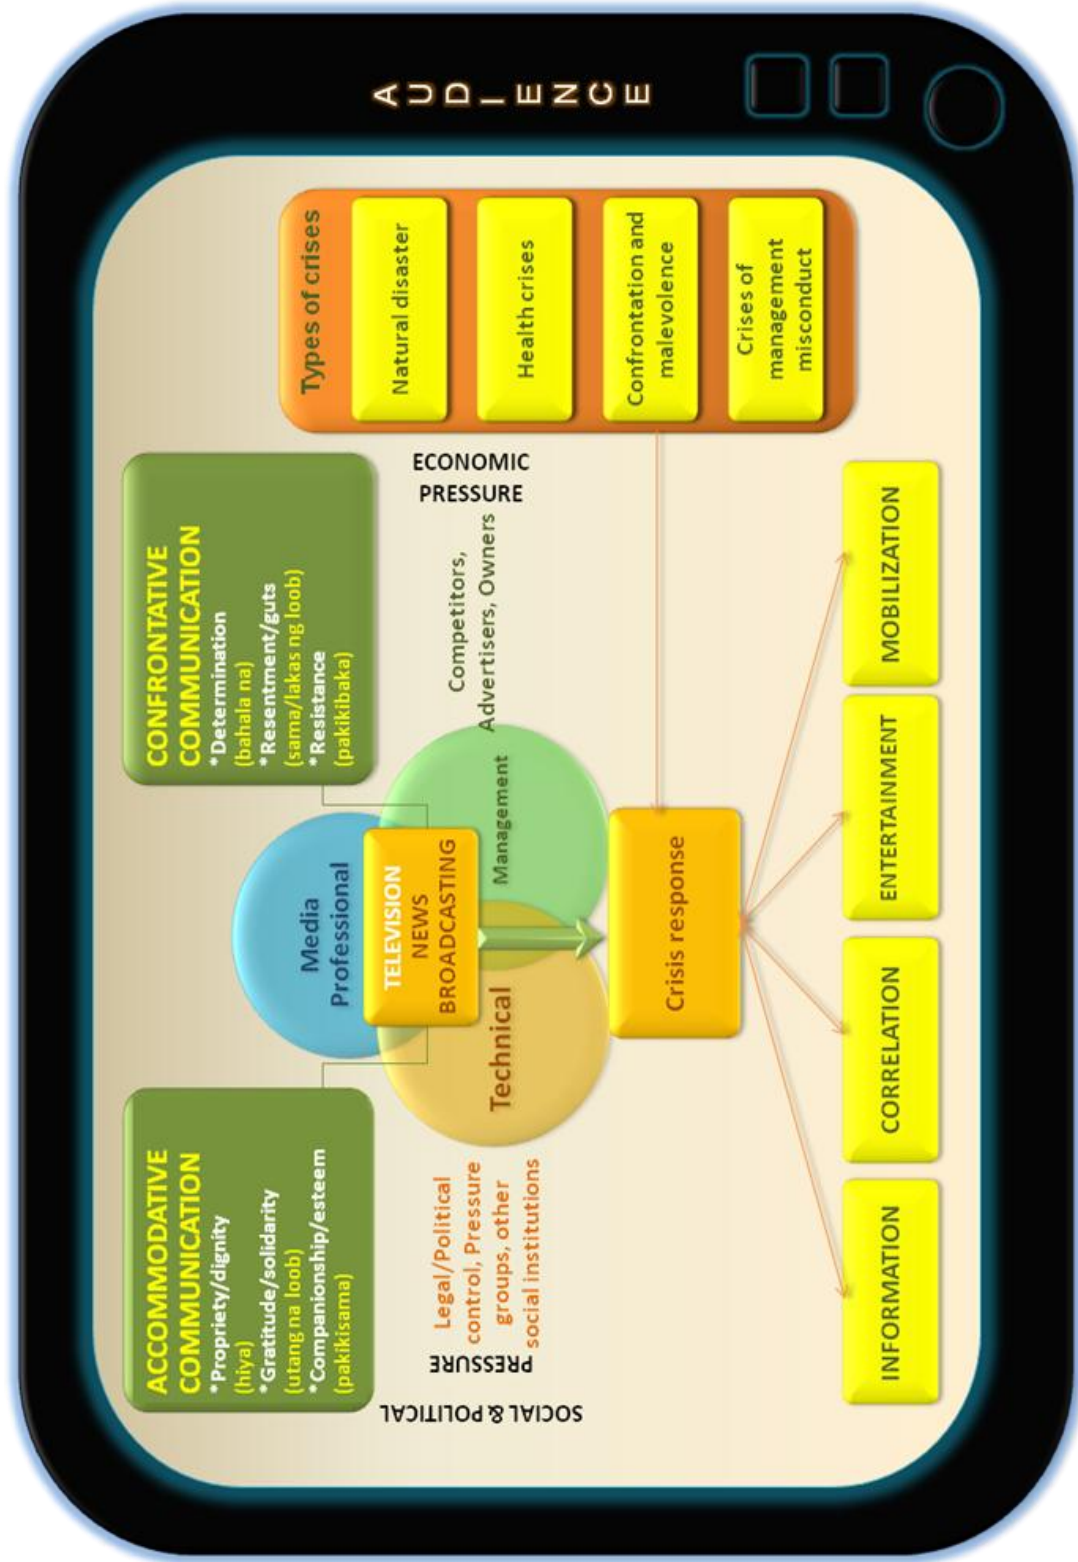 ACCOMMODATIVE
COMMUNICATION
*Propriety/dignity
(hiya)
*Gratitude/solidarity
(utang na loob)
*Companionship/esteem
(pakikisama)
CONFRONTATIVE
COMMUNICATION
*Determination
(bahala na)
*Resentment/guts
(sama/lakas ng loob)
*Resistance
(pakikibaka)
Media
Professional
TELEVISION
NEWS
BROADCASTING
Technical
Management
SOCIAL & POLITICAL
PRESSURE
Legal/Political
control, Pressure
groups, other
social institutions
ECONOMIC
PRESSURE
Competitors,
Advertisers, Owners
Types of crises
Natural disaster
Health crises
Confrontation and
malevolence
Crises of
management
misconduct
Crisis response
INFORMATION
CORRELATION
ENTERTAINMENT
MOBILIZATION
AUDIENCE